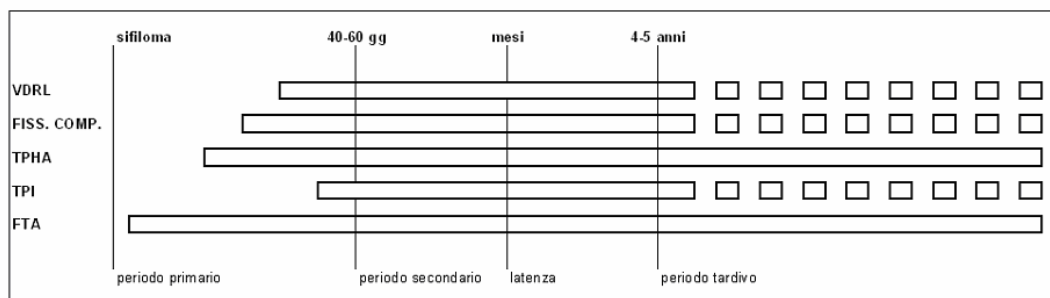 sifiloma 40-60 gg mesi 4-5 anni
VDRL
FISS. COMP.
TPHA
TPI
FTA
periodo primario periodo secondario latenza periodo tardivo